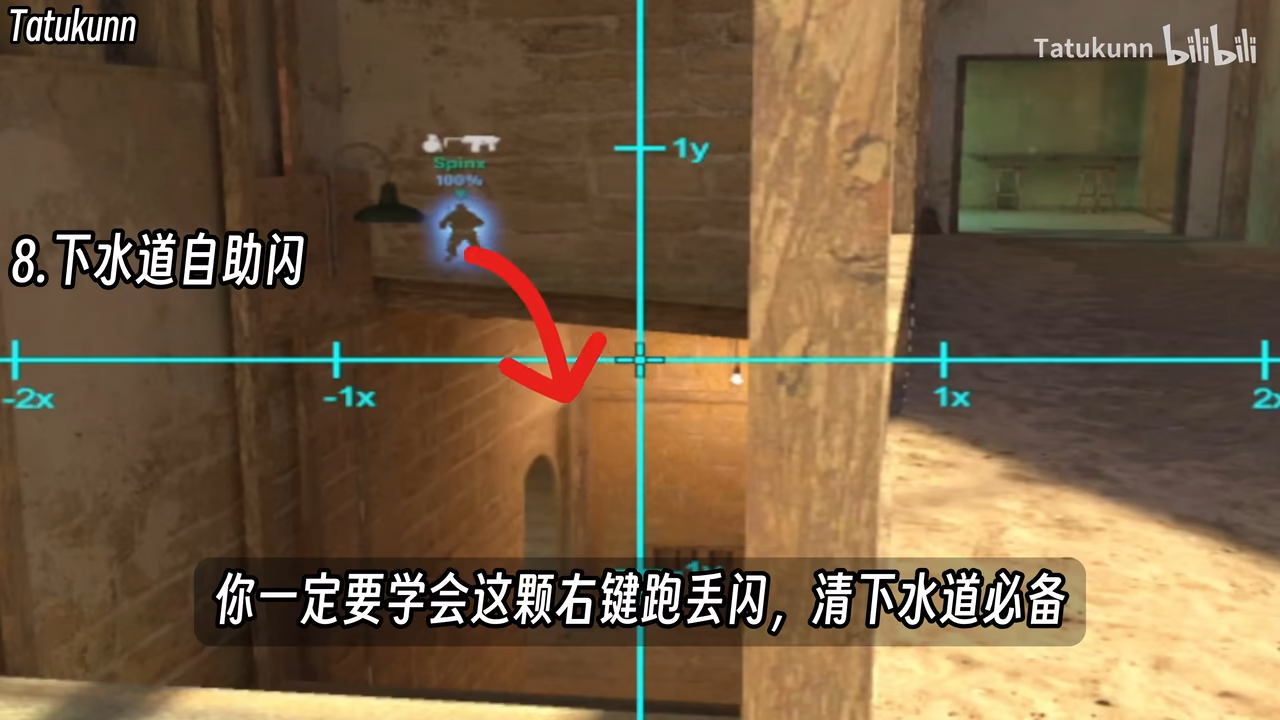 Tatukunn
Tatukunn bilibili
1y
Spinx
100%
8.下水道自助闪
-2x
-1x
1x
2x
-1y
你一定要学会这颗右键跑丢闪，清下水道必备